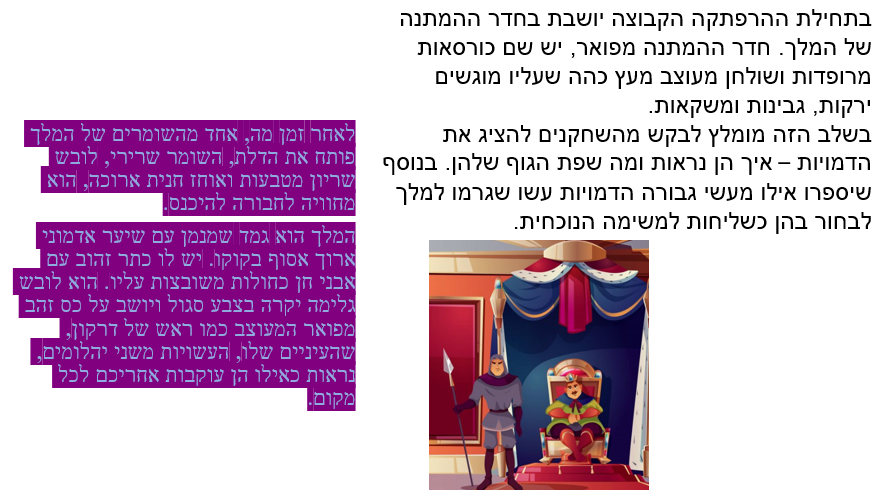 בתחילת ההרפתקה הקבוצה יושבת בחדר ההמתנה
של המלך. חדר ההמתנה מפואר, יש שם כורסאות
מרופדות ושולחן מעוצב מעץ כהה שעליו מוגשים
ירקות, גבינות ומשקאות.
בשלב הזה מומלץ לבקש מהשחקנים להציג את
הדמויות – איך הן נראות ומה שפת הגוף שלהן. בנוסף
שיספרו אילו מעשי גבורה הדמויות עשו שגרמו למלך
לבחור בהן כשליחות למשימה הנוכחית.
לאחר זמן מה, אחד מהשומרים של המלך
פותח את הדלת, השומר שרירי, לובש
שריון מטבעות ואוחז חנית ארוכה, הוא
מחוויה לחבורה להיכנס.
המלך הוא גמד שמנמן עם שיער אדמוני
ארוך אסוף בקוקו. יש לו כתר זהוב עם
אבני חן כחולות משובצות עליו. הוא לובש
גלימה יקרה בצבע סגול ויושב על כס זהב
מפואר המעוצב כמו ראש של דרקון,
שהעיניים שלו, העשויות משני יהלומים,
נראות כאילו הן עוקבות אחריכם לכל
מקום.